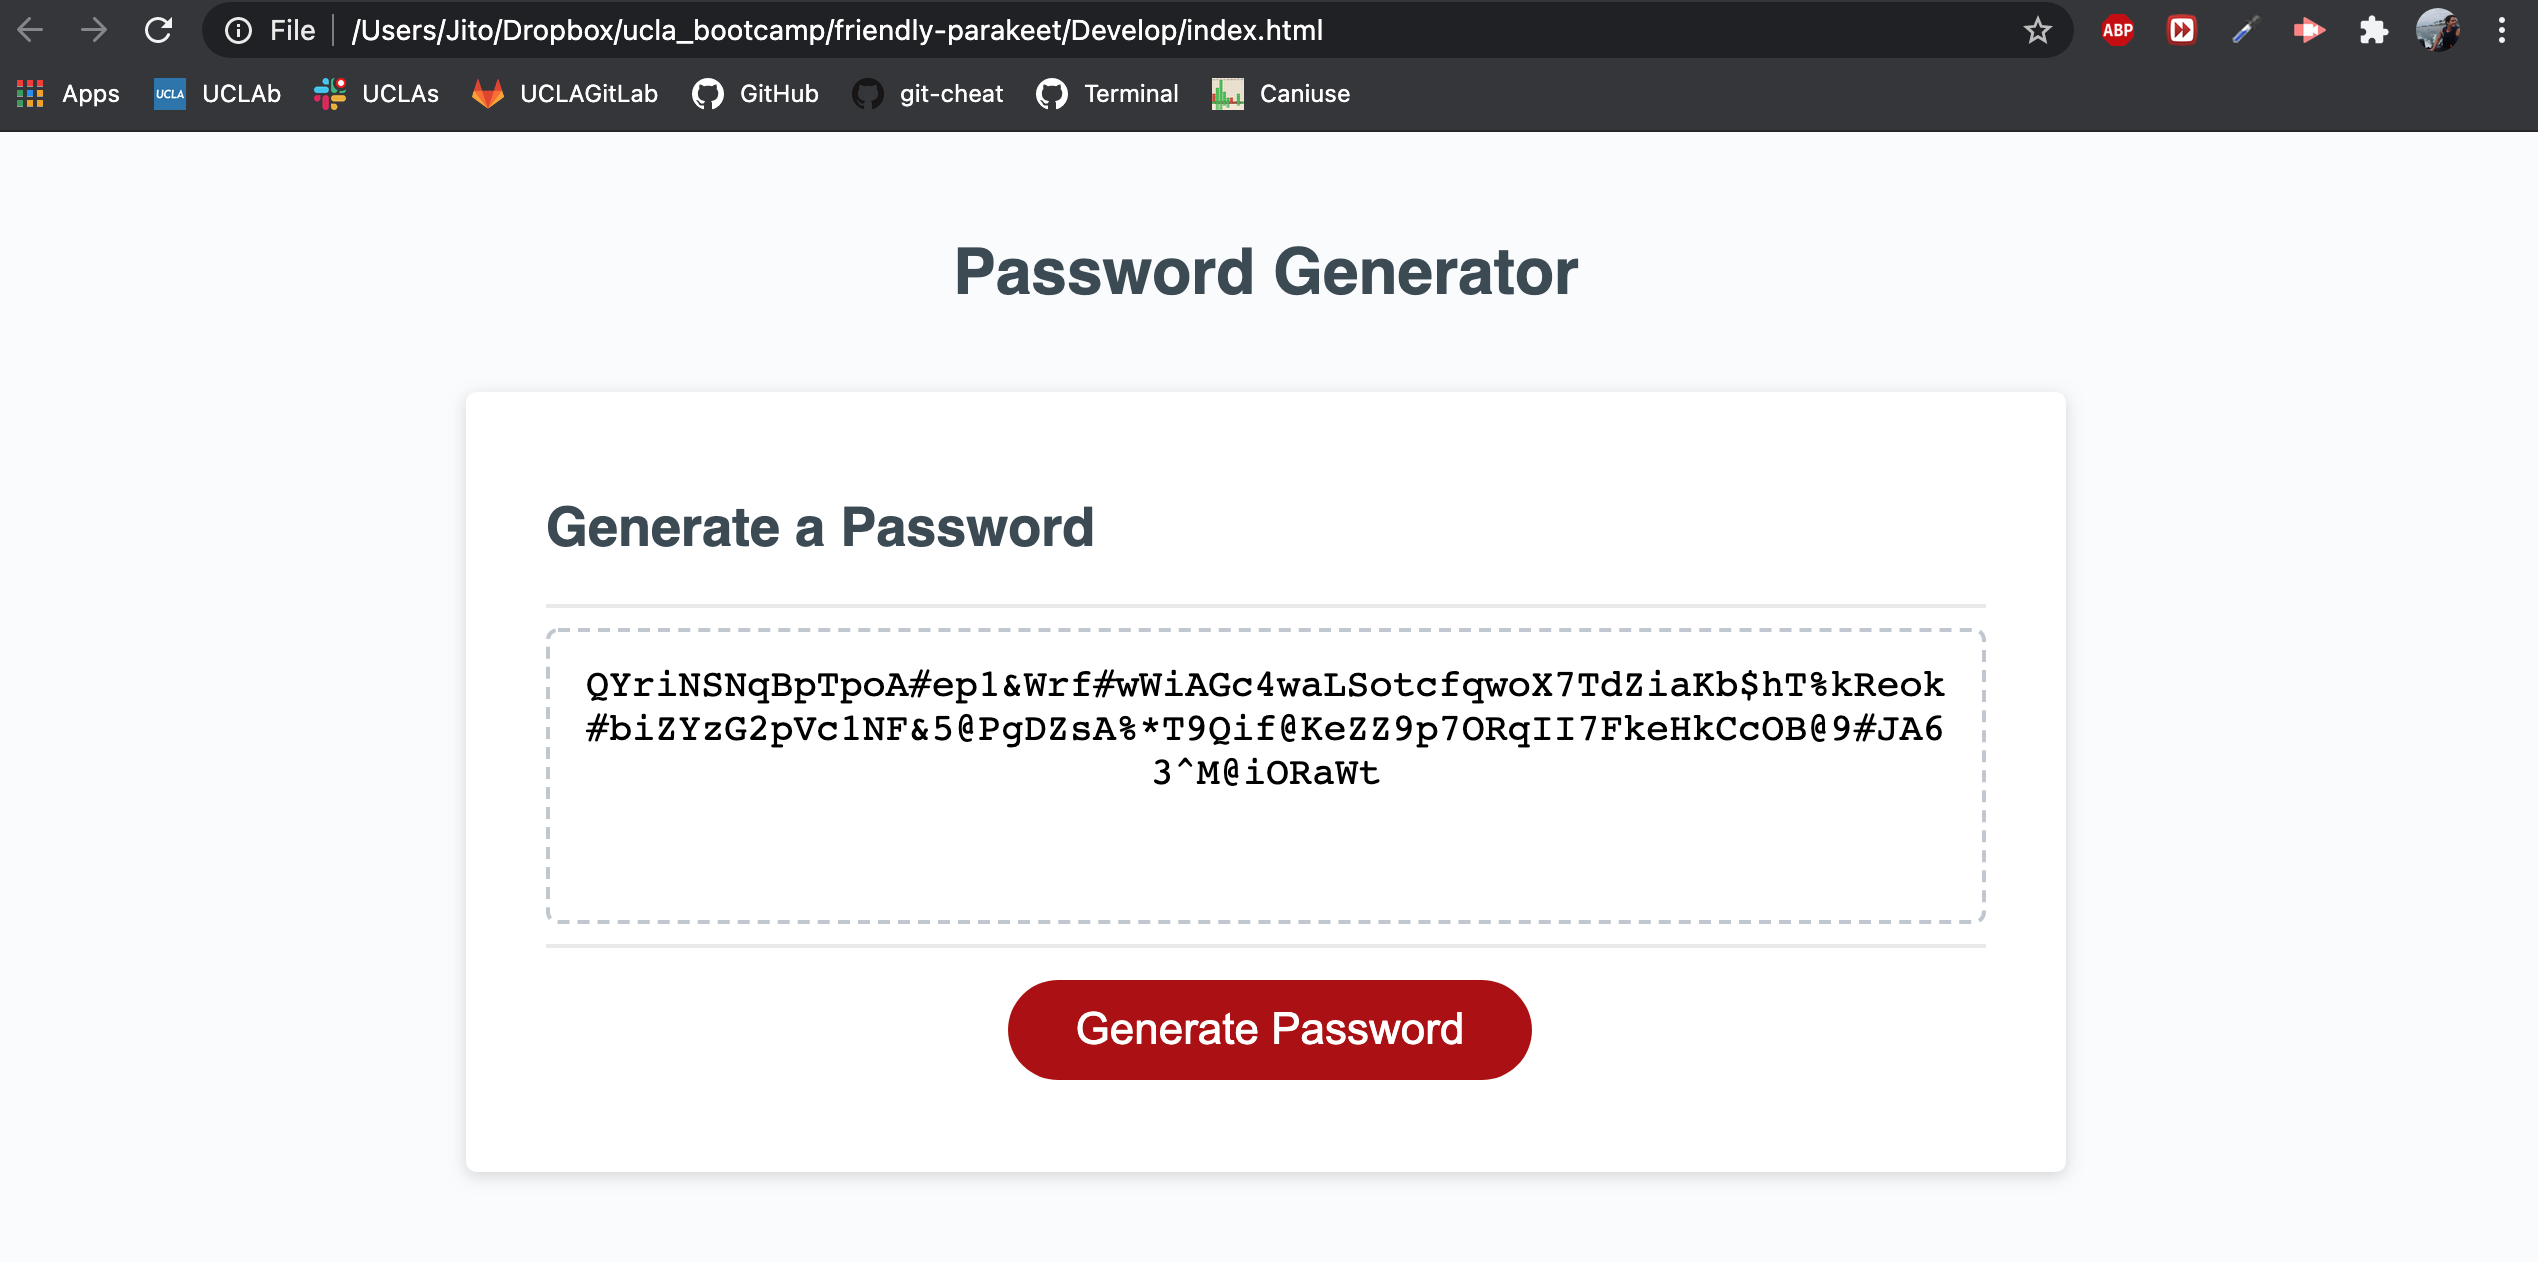 File /Users/Jito/Dropbox/ucla_bootcamp/friendly-parakeet/Develop/index.html ABP
Apps UCLA UCLAb UCLAs UCLAGitLab GitHub git-cheat Terminal Caniuse
Password Generator
Generate a Password
QYriNSNqBpTpoA#ep1&Wrf#wWiAGc4waLSotcfqwoX7TdZiaKb$hT%kReok
#biZYzG2pVc1NF&5@PgDZsA%*T9Qif@KeZZ9p7ORqII7FkeHkCcOB@9#JA6
3^M@iORaWt
Generate Password